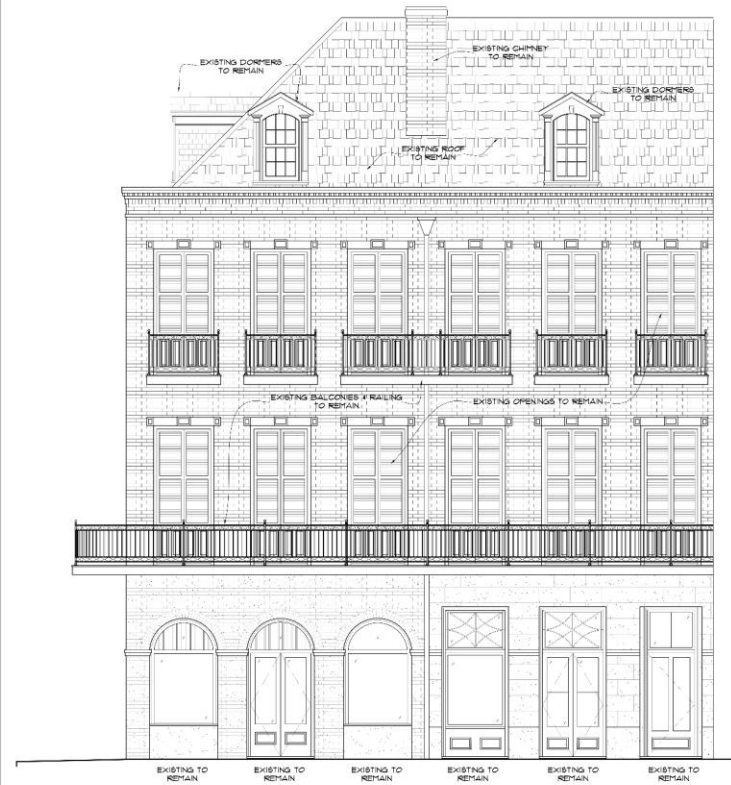 EXISTING CHIMNEY
TO REMAIN
EXISTING DORMERS
TO REMAIN
EXISTING DORMERS
TO REMAIN
EXISTING ROOF
TO REMAIN
EXISTING BALCONIES & RAILING
TO REMAIN
EXISTING OPENINGS TO REMAIN
EXISTING TO
REMAIN
EXISTING TO
REMAIN
EXISTING TO
REMAIN
EXISTING TO
REMAIN
EXISTING TO
REMAIN
EXISTING TO
REMAIN